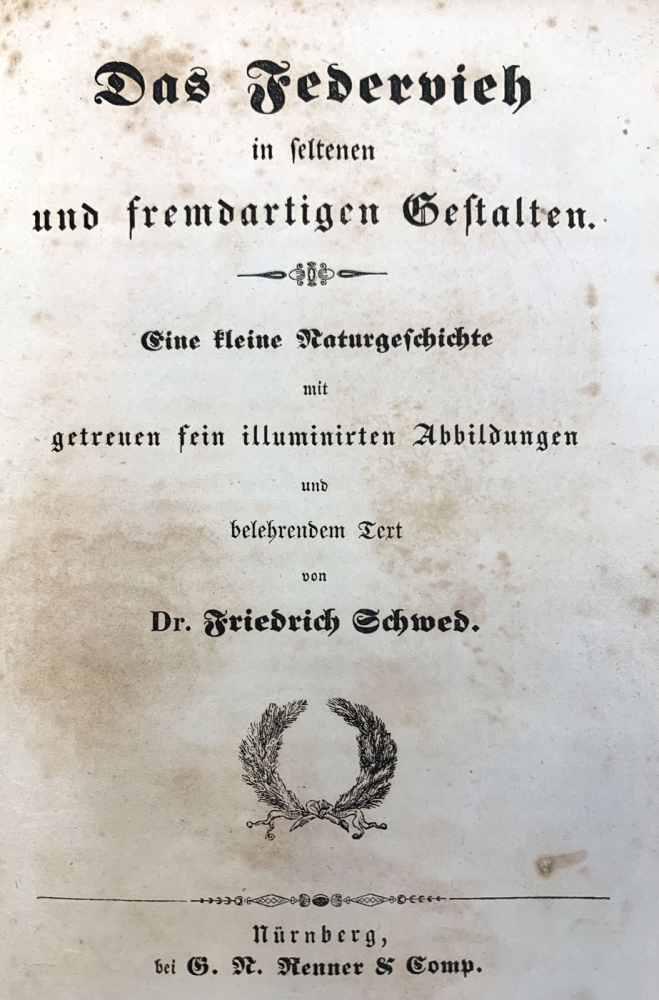 Das Federvieh
in ſeltenen
und fremdartigen Geſtalten.
Eine kleine Naturgeſchichte
mit
getreuen fein illuminirten Abbildungen
und
belehrendem Text
von
Dr. Friedrich Schwed.
Nürnberg,
bei G. N. Renner & Comp.